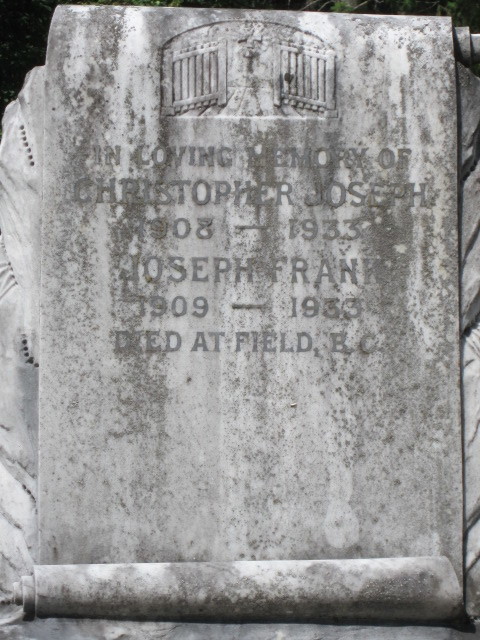 IN LOVING MEMORY OF
CHRISTOPHER JOSEPH
1908 — 1933
JOSEPH FRANK
1909 — 1933
DIED AT FIELD, B.C.